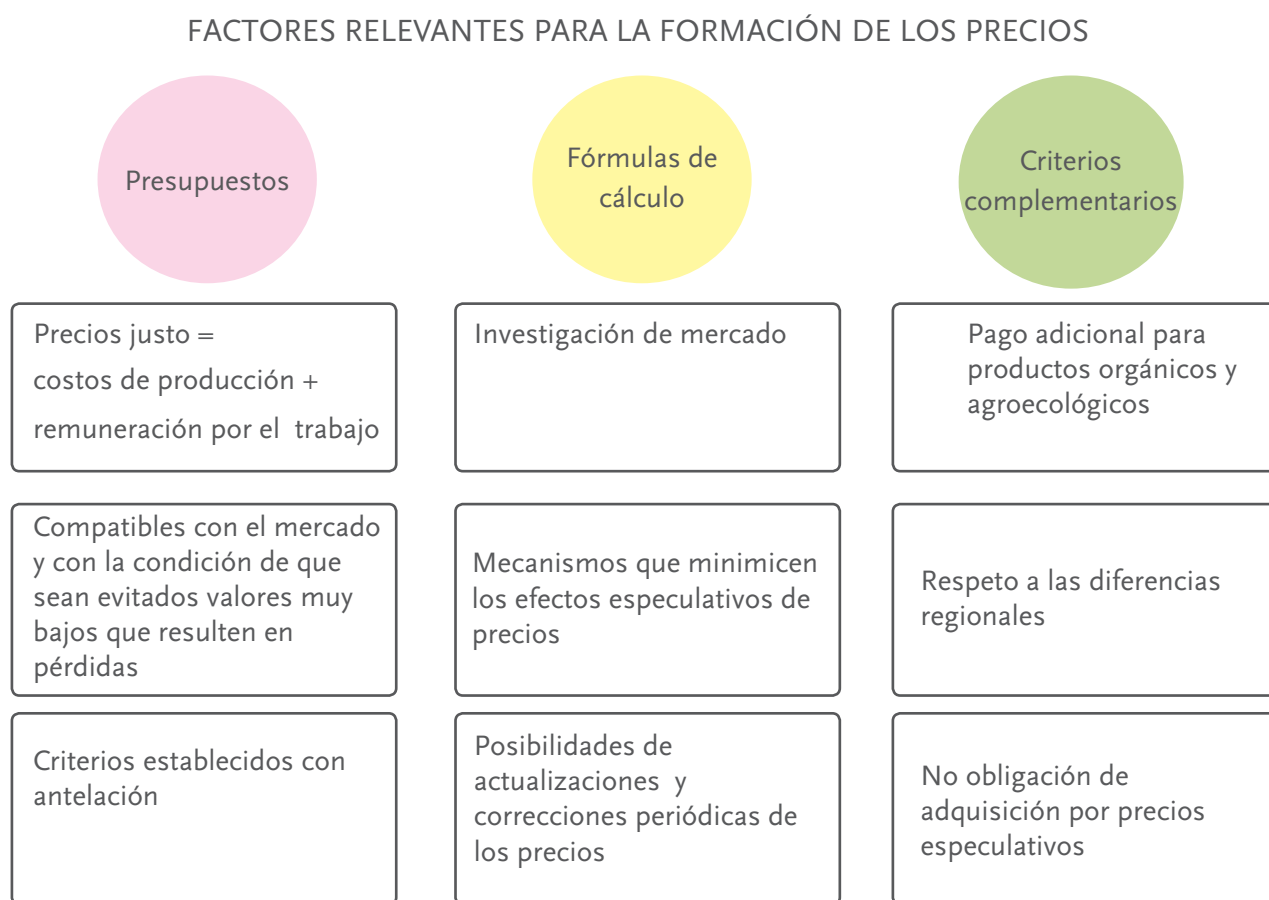 FACTORES RELEVANTES PARA LA FORMACIÓN DE LOS PRECIOS
Presupuestos
Fórmulas de
cálculo
Criterios
complementarios
Precios justo =
costos de producción +
remuneración por el trabajo
Investigación de mercado
Pago adicional para
productos orgánicos y
agroecológicos
Compatibles con el mercado
y con la condición de que
sean evitados valores muy
bajos que resulten en
pérdidas
Mecanismos que minimicen
los efectos especulativos de
precios
Respeto a las diferencias
regionales
Criterios establecidos con
antelación
Posibilidades de
actualizaciones y
correcciones periódicas de
los precios
No obligación de
adquisición por precios
especulativos